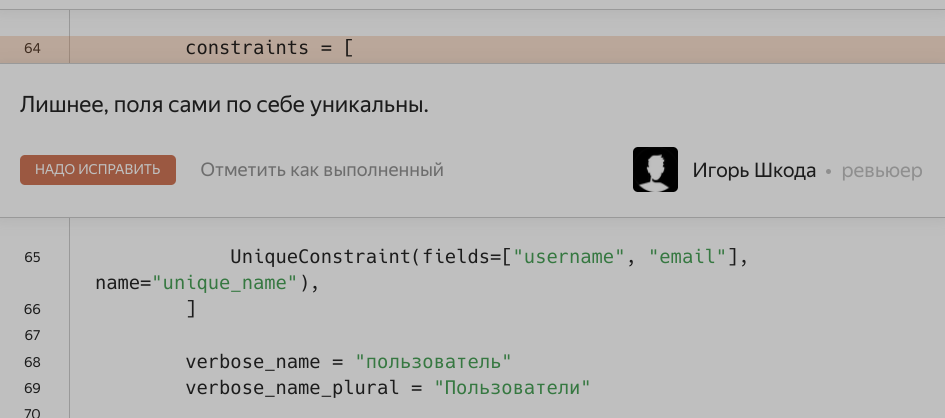 64 constraints = [
Лишнее, поля сами по себе уникальны.
НАДО ИСПРАВИТЬ Отметить как выполненный Игорь Шкода • ревьюер
65 UniqueConstraint(fields=["username", "email"],
name="unique_name"),
66 ]
67
68 verbose_name = "пользователь"
69 verbose_name_plural = "Пользователи"
70